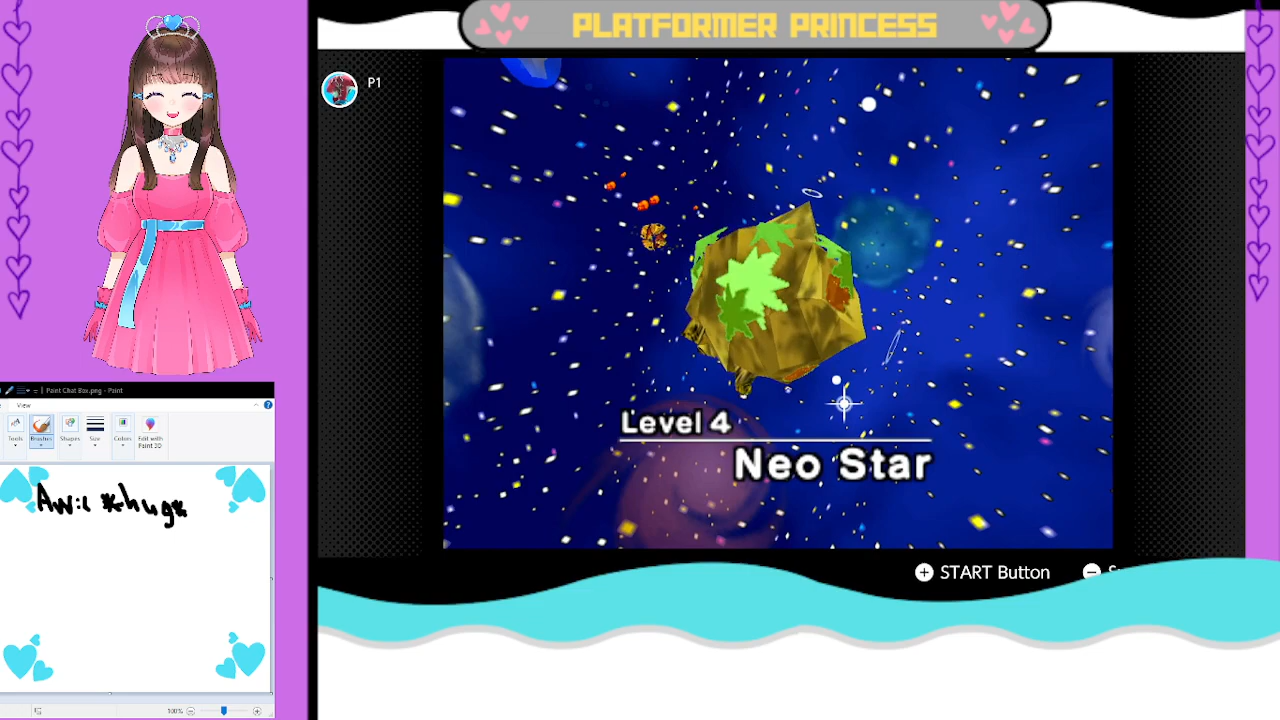 PLATFORMER PRINCESS
P1
Level 4
Neo Star
START Button
Paint Chat Box.png - Paint
View
Tools
Brushes
Shapes
Size
Colors
Edit with
Paint 3D
*hug*
100%